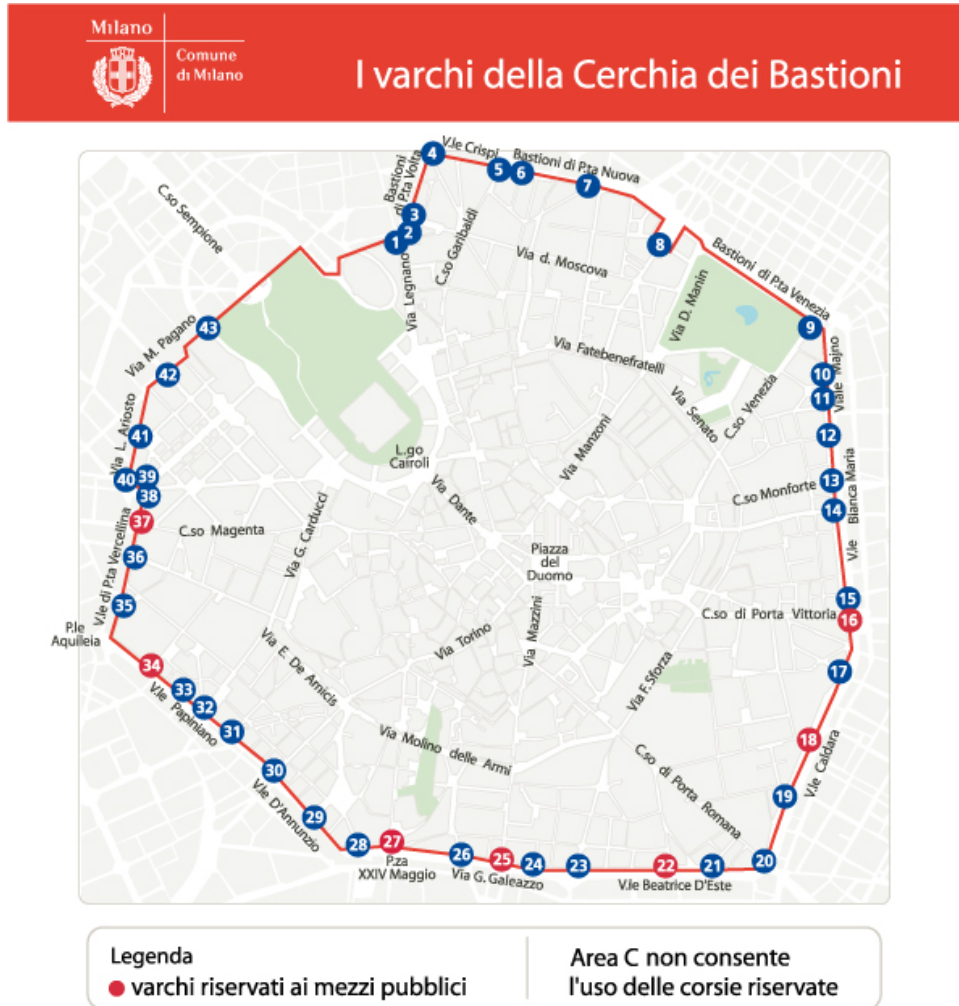 Milano
Comune
di Milano
I varchi della Cerchia dei Bastioni
V.le Crispi
Bastioni di P.ta Nuova
Bastioni
di P.ta Volta
4
5
6
7
3
2
1
8
C.so Sempione
C.so Garibaldi
Via Legnano
Via d. Moscova
Bastioni di P.ta Venezia
Via D. Manin
9
43
Via M. Pagano
42
Via Fatebenefratelli
10
11
Viale Majno
Via Senato
C.so Venezia
Via L. Ariosto
41
12
L.go
Cairoli
Via Manzoni
40
39
38
13
C.so Monforte
14
V.le Bianca Maria
37
C.so Magenta
Via G. Carducci
Via Dante
V.le di P.ta Vercellina
36
Piazza
del
Duomo
35
15
C.so di Porta Vittoria
16
P.le
Aquileia
Via Torino
Via Mazzini
34
Via E. De Amicis
Via F. Sforza
17
33
32
V.le Papiniano
31
18
Via Molino delle Armi
V.le Caldara
30
C.so di Porta Romana
19
V.le D'Annunzio
29
28
27
P.za
XXIV Maggio
26
25
24
23
22
21
20
Via G. Galeazzo
V.le Beatrice D'Este
Legenda
varchi riservati ai mezzi pubblici
Area C non consente
l'uso delle corsie riservate